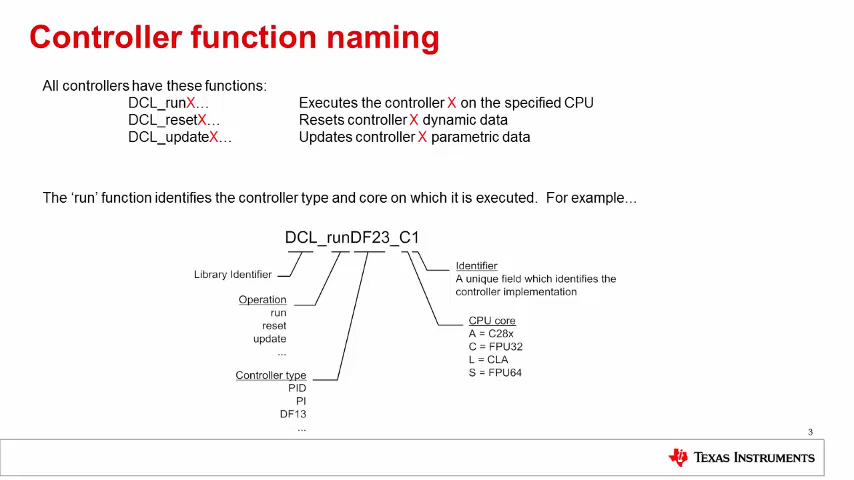 Controller function naming
All controllers have these functions:
DCL_runX… Executes the controller X on the specified CPU
DCL_resetX… Resets controller X dynamic data
DCL_updateX… Updates controller X parametric data
The ‘run’ function identifies the controller type and core on which it is executed. For example…
DCL_runDF23_C1
Library Identifier
Operation
run
reset
update
...
Controller type
PID
PI
DF13
...
Identifier
A unique field which identifies the
controller implementation
CPU core
A = C28x
C = FPU32
L = CLA
S = FPU64
3
TEXAS INSTRUMENTS